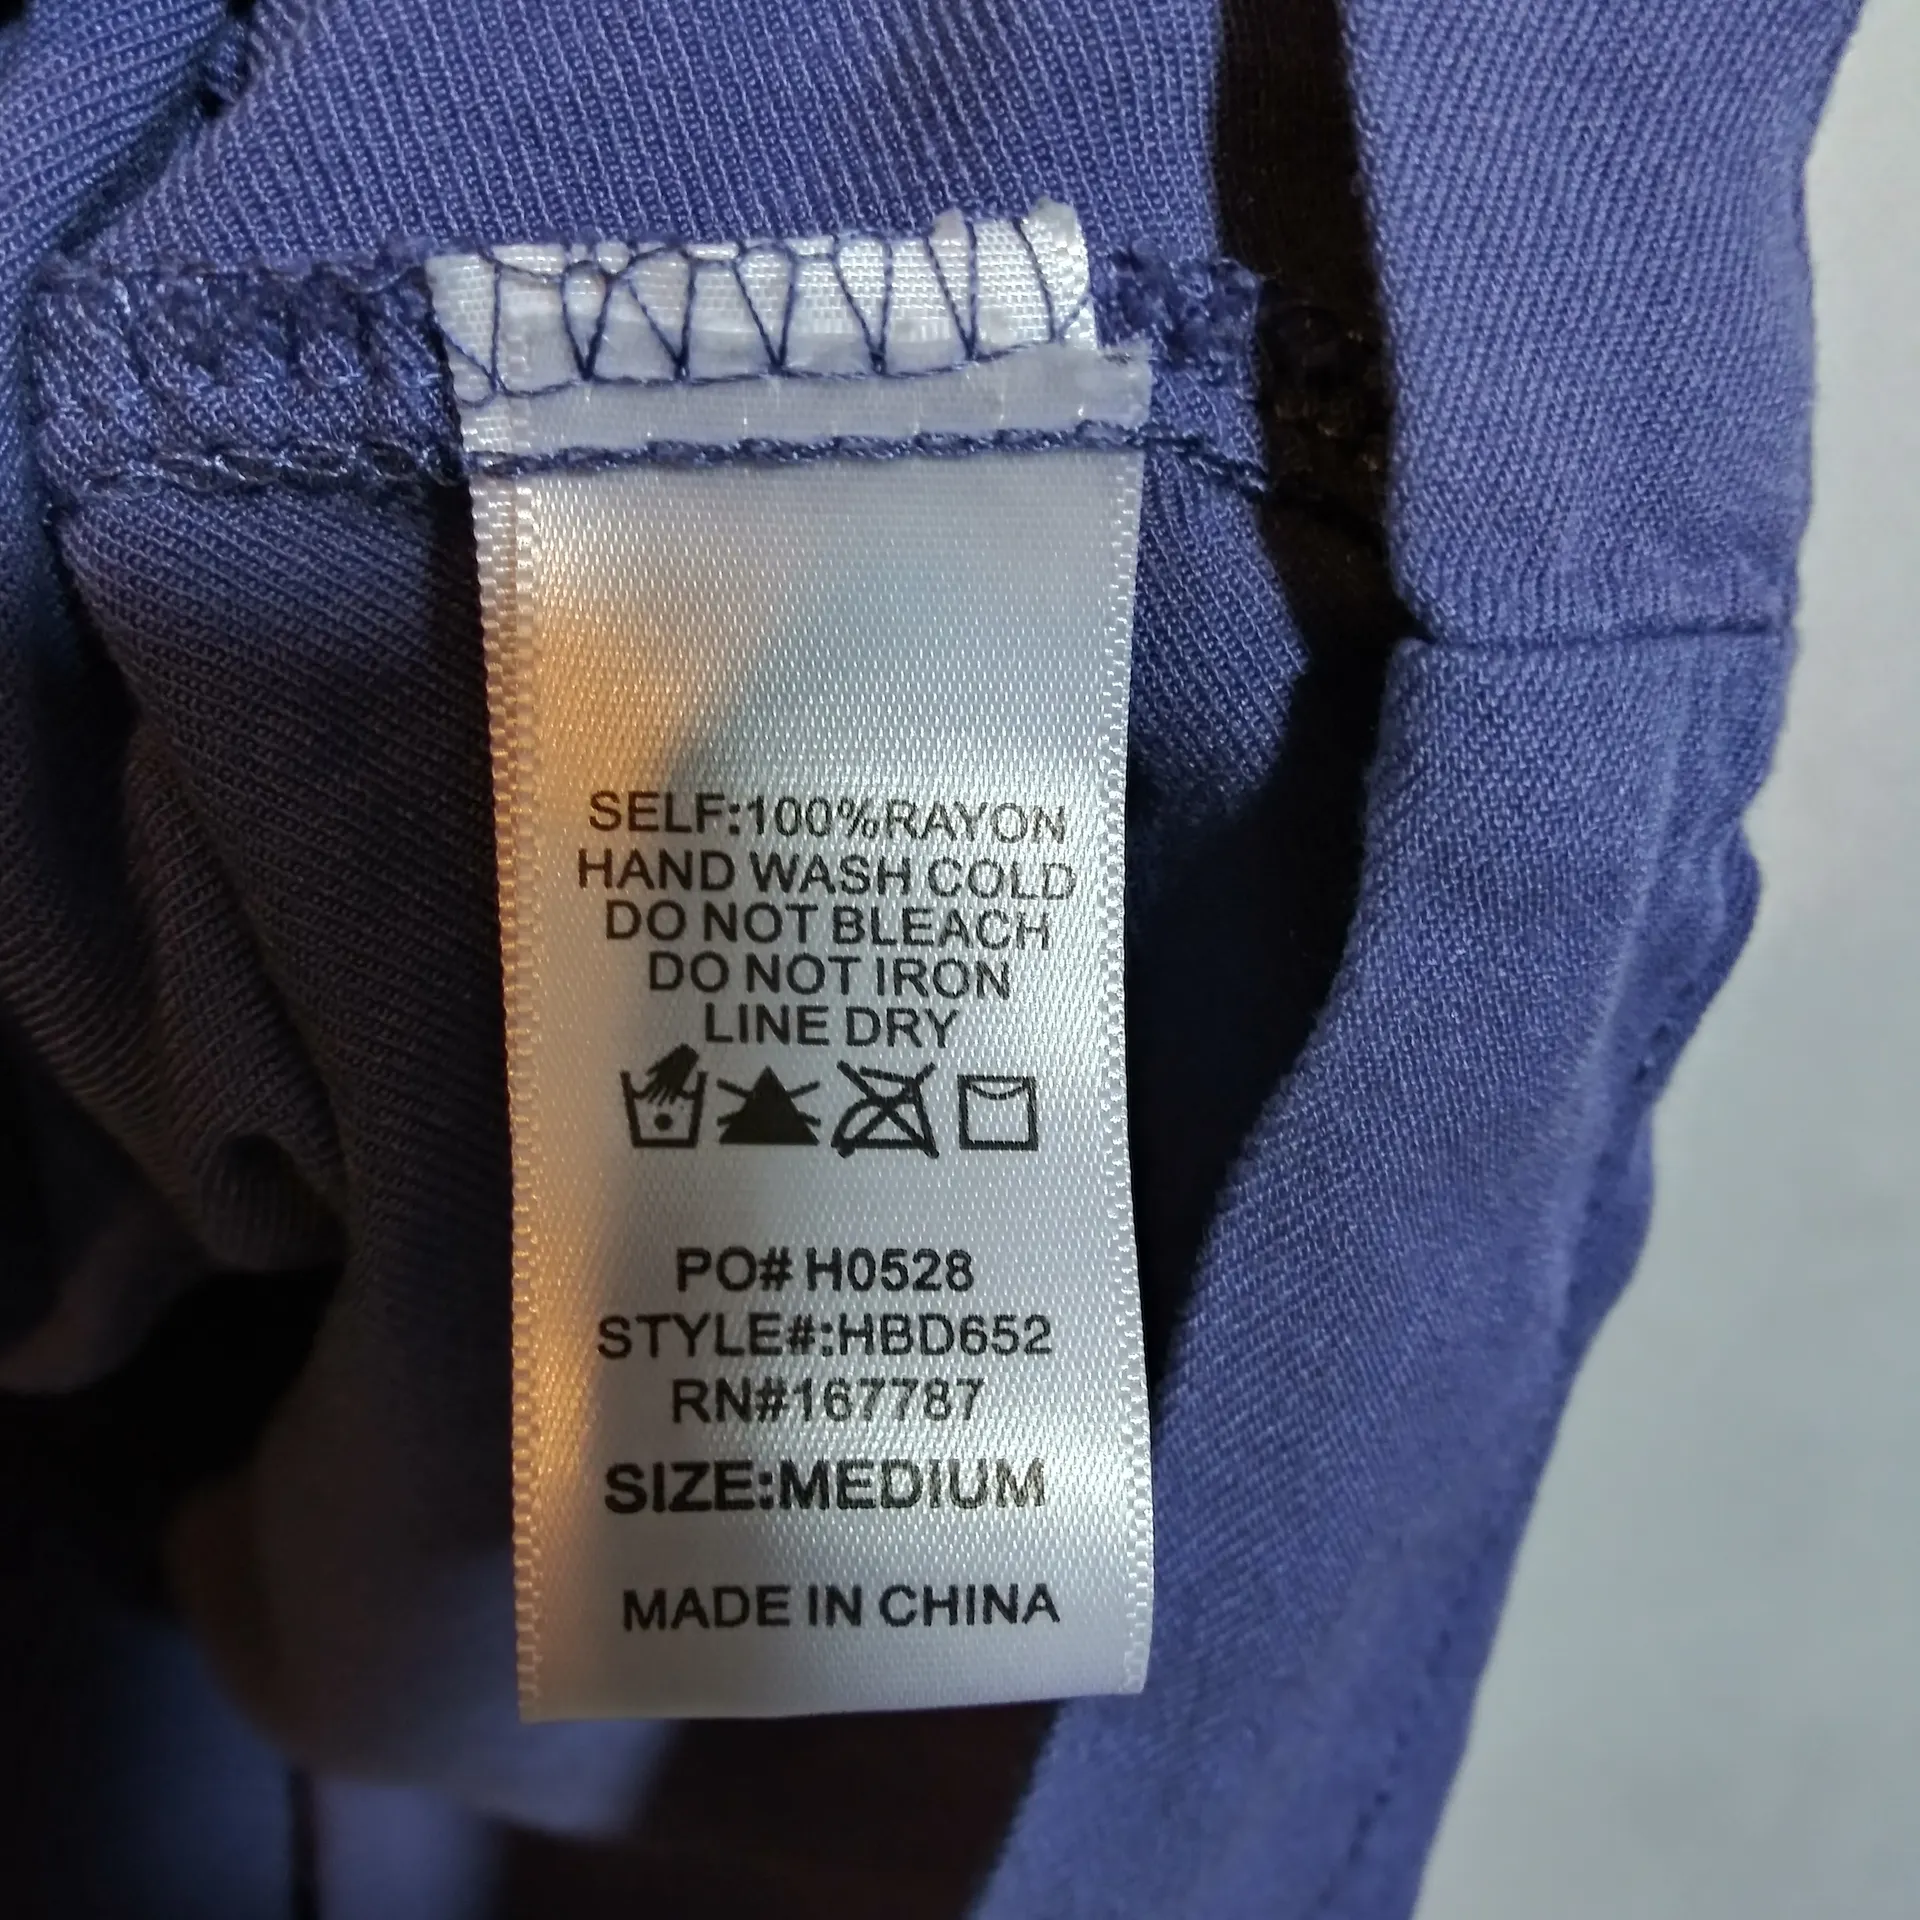 SELF:100%RAYON
HAND WASH COLD
DO NOT BLEACH
DO NOT IRON
LINE DRY
PO# H0528
STYLE#:HBD652
RN#167787
SIZE:MEDIUM
MADE IN CHINA